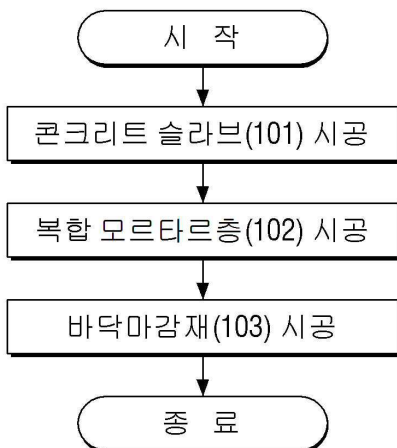 시 작
콘크리트 슬라브(101) 시공
복합 모르타르층(102) 시공
바닥마감재(103) 시공
종 료